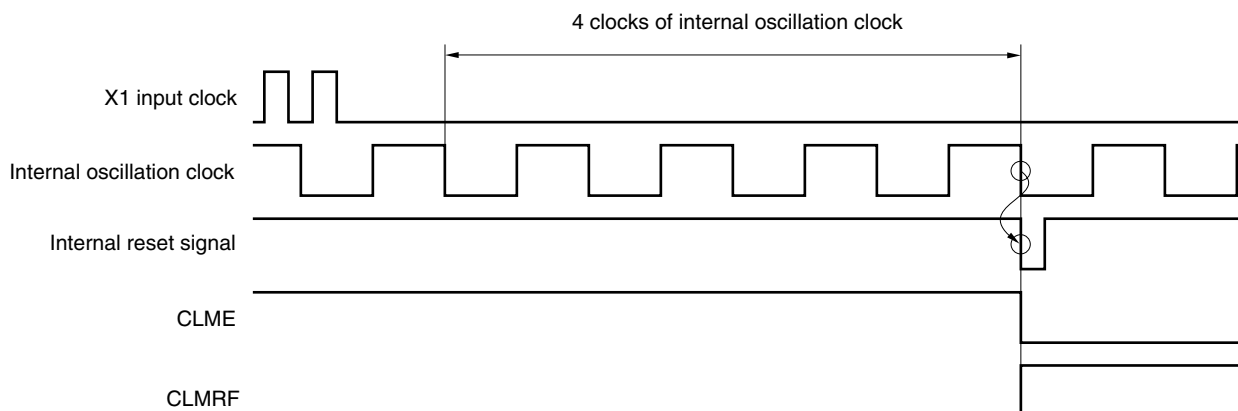 4 clocks of internal oscillation clock
X1 input clock
Internal oscillation clock
Internal reset signal
CLME
CLMRF